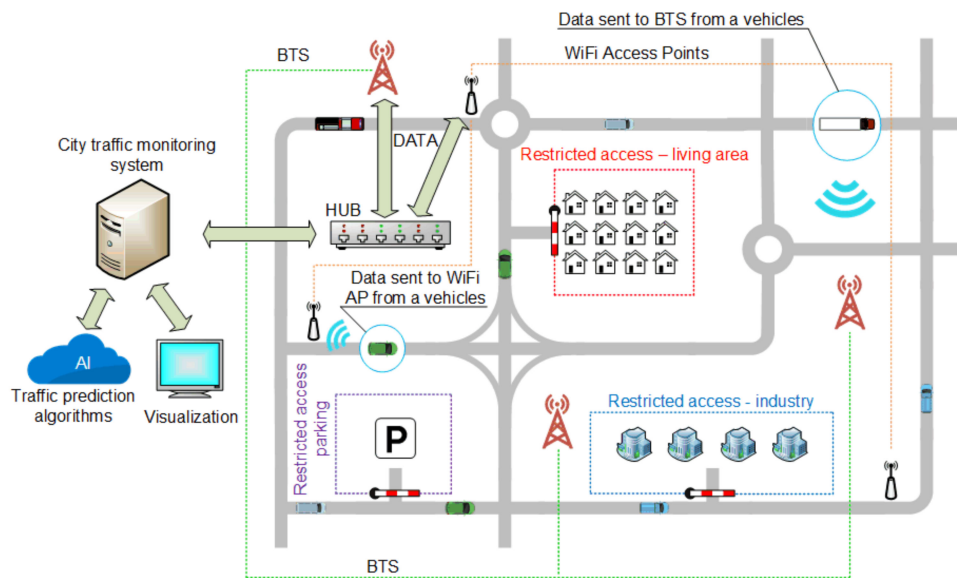 Data sent to BTS from a vehicles
BTS
WiFi Access Points
City traffic monitoring
system
DATA
Restricted access – living area
HUB
Data sent to WiFi
AP from a vehicles
AI
Traffic prediction
algorithms
Visualization
Restricted access
parking
P
Restricted access - industry
BTS